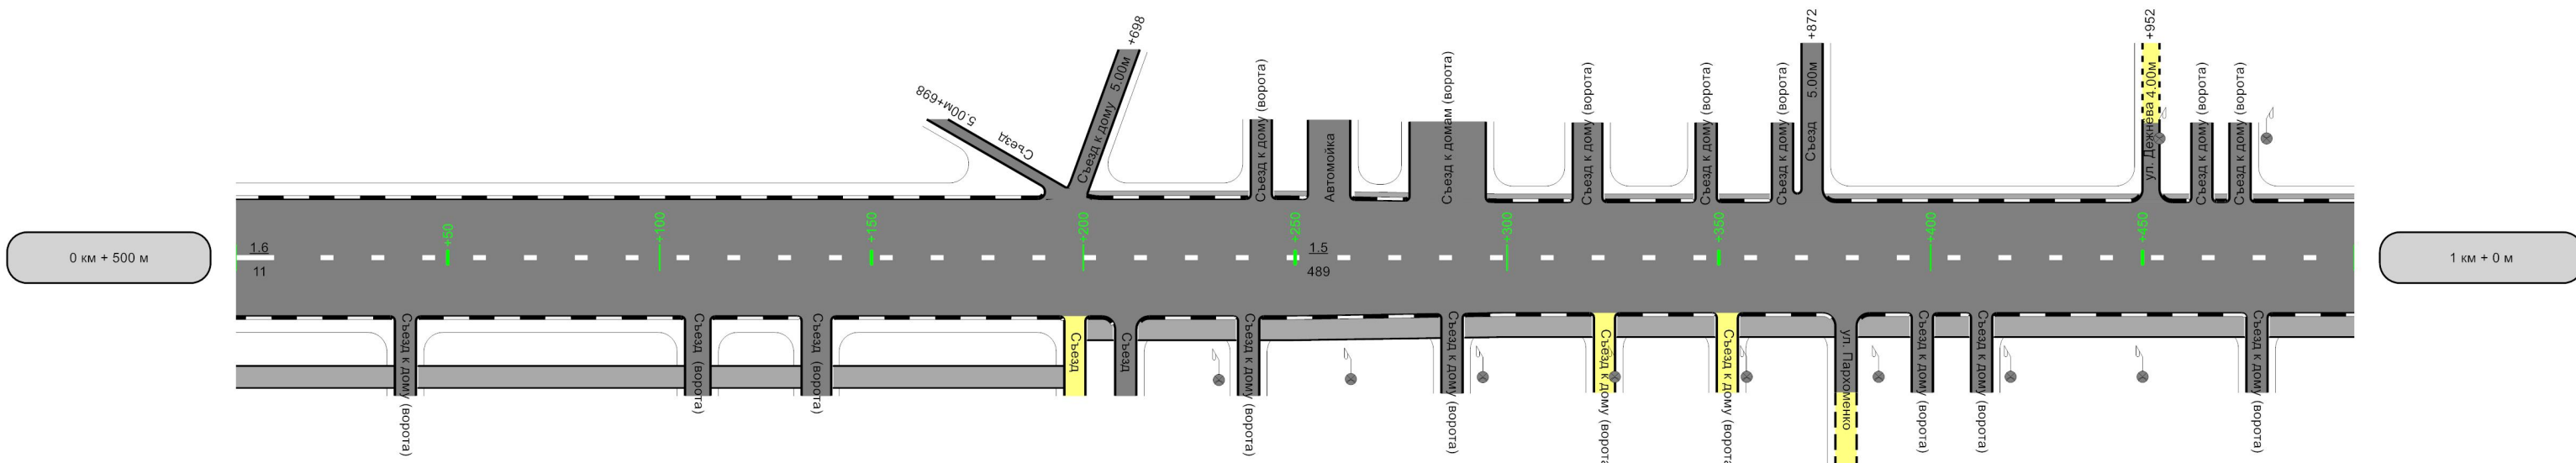 +698
+872
+952
Съезд к дому 5.00м
5.00м+698
Съезд
Съезд к дому (ворота)
Автомойка
Съезд к домам (ворота)
Съезд к дому (ворота)
Съезд к дому (ворота)
Съезд к дому (ворота)
Съезд 5.00м
ул. Дежнева 4.00м
Съезд к дому (ворота)
Съезд к дому (ворота)
0 км + 500 м
1.6
11
+50
+100
+150
+200
+250
1.5
489
+300
+350
+400
+450
1 км + 0 м
Съезд к дому (ворота)
Съезд (ворота)
Съезд (ворота)
Съезд
Съезд
Съезд к дому (ворота)
Съезд к дому (ворота)
Съезд к дому (ворота
Съезд к дому (ворота
ул. Пархоменко
Съезд к дому (ворота)
Съезд к дому (ворота)
Съезд к дому (ворота)